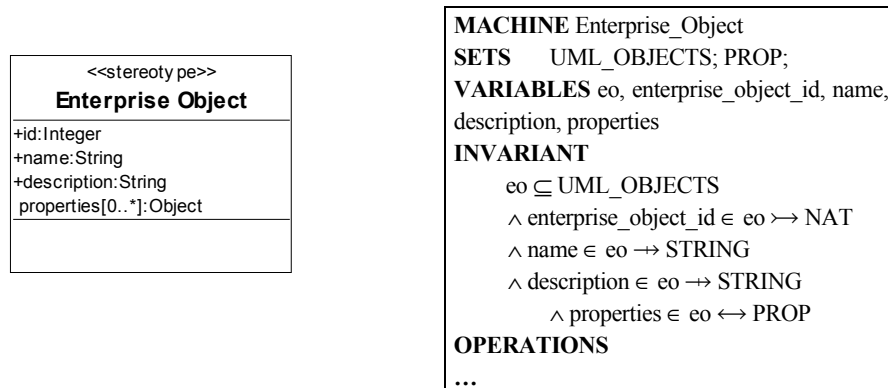 <<stereoty pe>>
Enterprise Object
+id:Integer
+name:String
+description:String
properties[0..*]:Object
MACHINE Enterprise_Object
SETS UML_OBJECTS; PROP;
VARIABLES eo, enterprise_object_id, name,
description, properties
INVARIANT
eo ⊆ UML_OBJECTS
∧ enterprise_object_id ∈ eo ↣ NAT
∧ name ∈ eo ⇸ STRING
∧ description ∈ eo ⇸ STRING
∧ properties ∈ eo ↔ PROP
OPERATIONS
…